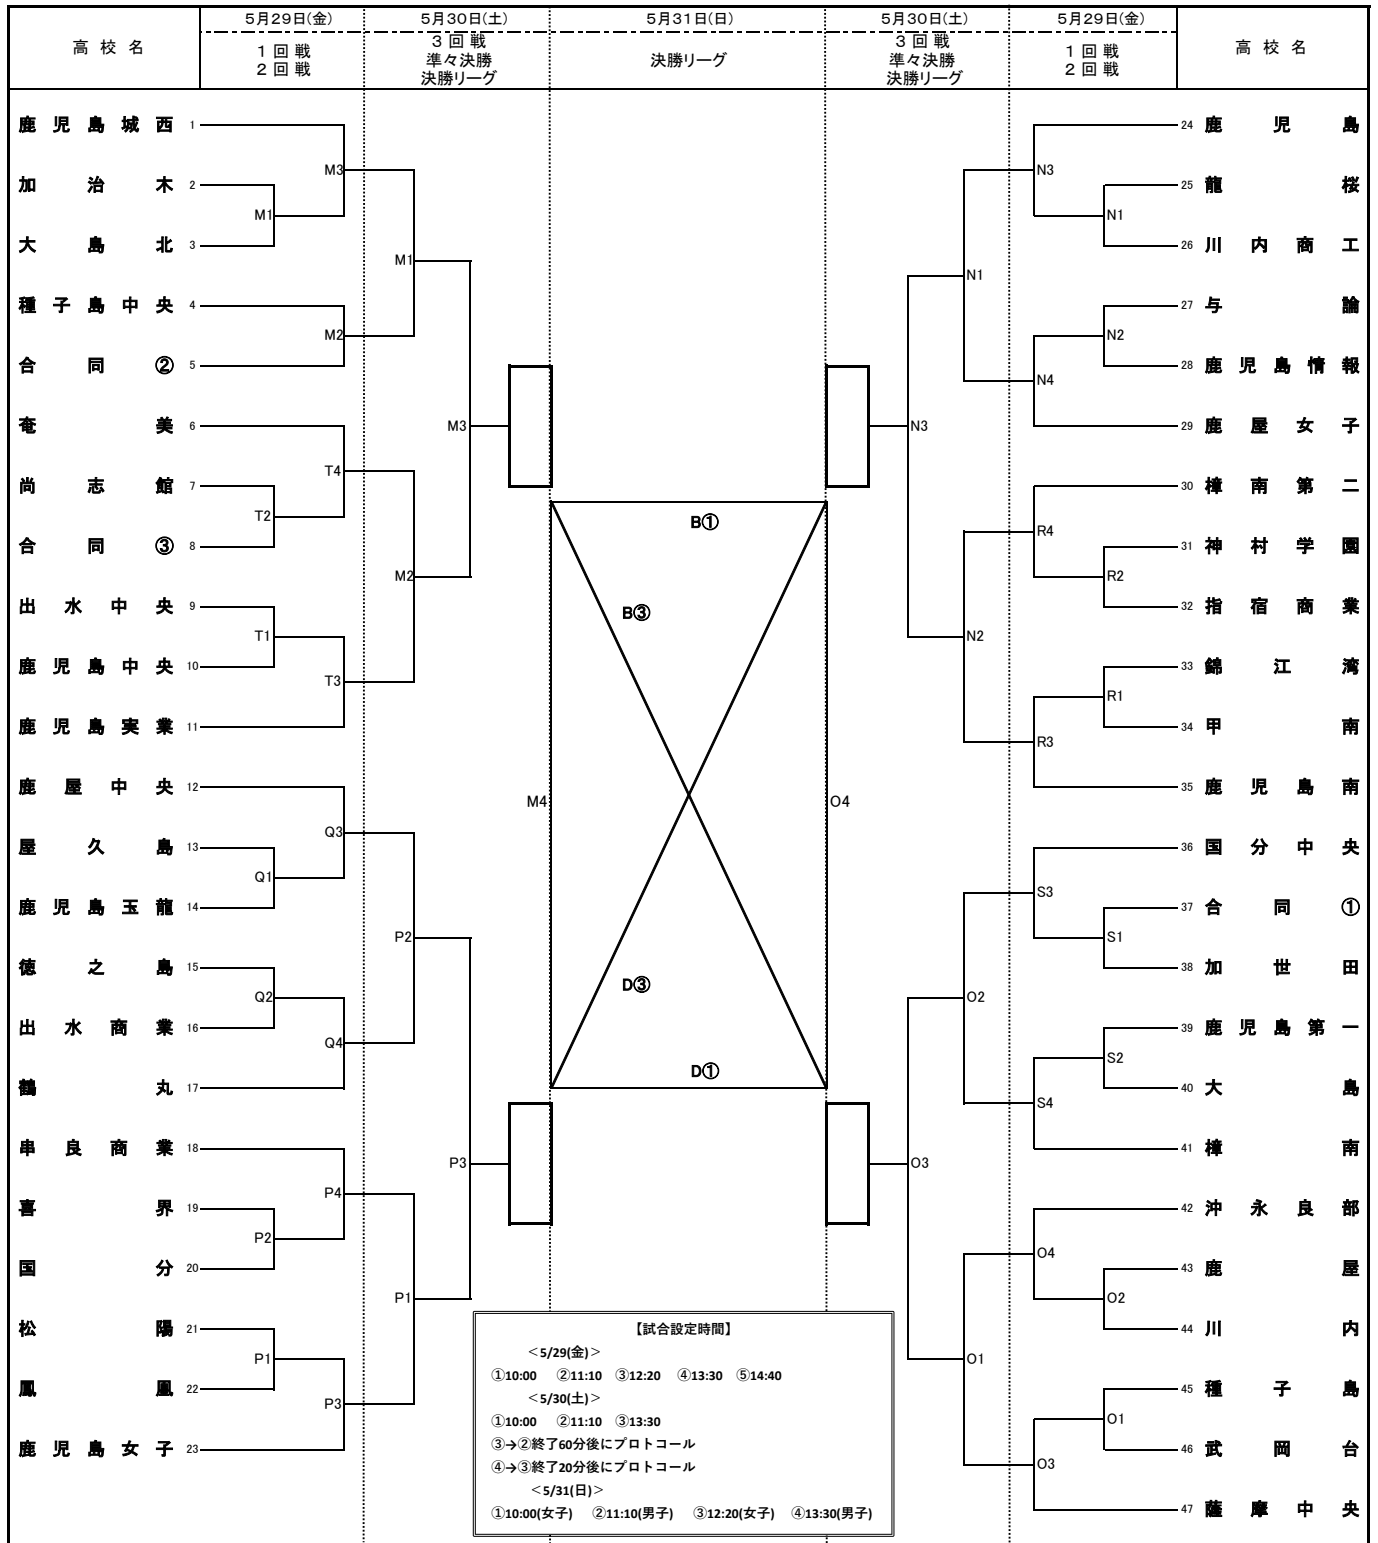 高校名 5月29日(金) 5月30日(土) 5月31日(日) 5月30日(土) 5月29日(金) 高校名
1回戦 3回戦 決勝リーグ 3回戦 1回戦
2回戦 準々決勝 準々決勝 2回戦
決勝リーグ 決勝リーグ
鹿児島城西 1
加治木 2
大島北 3
種子島中央 4
合同② 5
奄美 6
尚志館 7
合同③ 8
出水中央 9
鹿児島中央 10
鹿児島実業 11
鹿屋中央 12
屋久島 13
鹿児島玉龍 14
徳之島 15
出水商業 16
鶴丸 17
串良商業 18
喜界 19
国分 20
松陽 21
鳳凰 22
鹿児島女子 23
M3
M1
M2
T4
T2
T1
T3
Q3
Q1
Q2
Q4
P4
P2
P1
P3
M1
M2
P2
P1
M3
P3
M4
B①
B③
D③
D①
O4
N3
O3
N1
N2
O2
O1
N3
N1
N2
N4
R4
R2
R1
R3
S3
S1
S2
S4
O4
O2
O1
O3
24 鹿児島
25 龍桜
26 川内商工
27 与論
28 鹿児島情報
29 鹿屋女子
30 樟南第二
31 神村学園
32 指宿商業
33 錦江湾
34 甲南
35 鹿児島南
36 国分中央
37 合同①
38 加世田
39 鹿児島第一
40 大島
41 樟南
42 沖永良部
43 鹿屋
44 川内
45 種子島
46 武岡台
47 薩摩中央
【試合設定時間】
＜5/29(金)＞
①10:00 ②11:10 ③12:20 ④13:30 ⑤14:40
＜5/30(土)＞
①10:00 ②11:10 ③13:30
③→②終了60分後にプロトコール
④→③終了20分後にプロトコール
＜5/31(日)＞
①10:00(女子) ②11:10(男子) ③12:20(女子) ④13:30(男子)